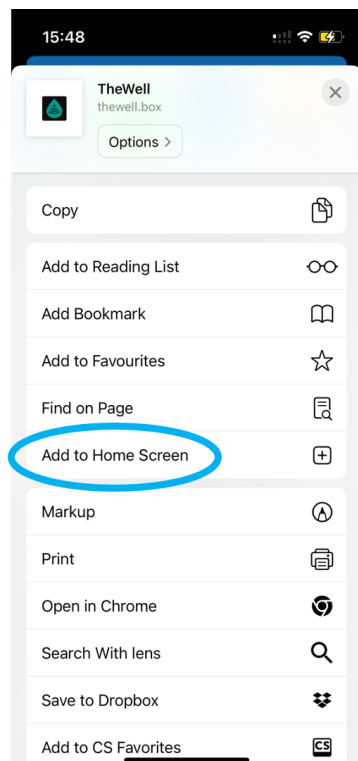 15:48
TheWell
thewell.box
Options >
Copy
Add to Reading List
Add Bookmark
Add to Favourites
Find on Page
Add to Home Screen
Markup
Print
Open in Chrome
Search With lens
Save to Dropbox
Add to CS Favorites
CS